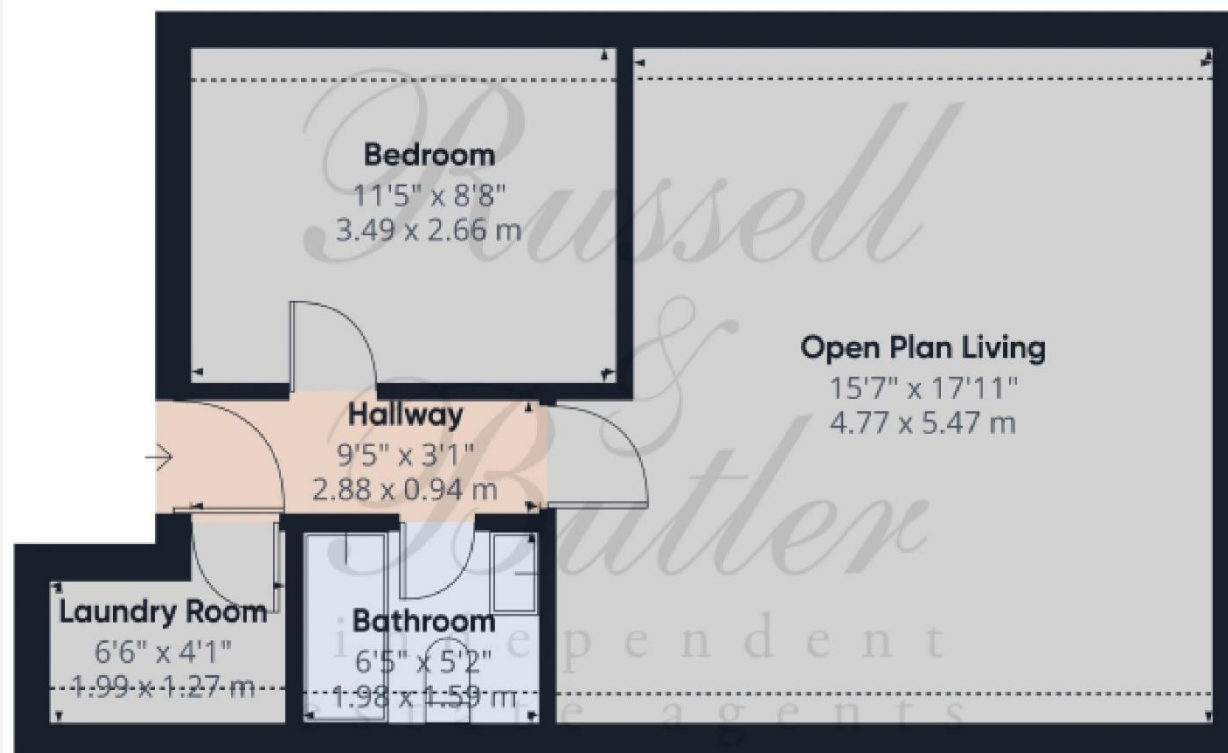 Bedroom
11'5" x 8'8"
3.49 x 2.66 m
Open Plan Living
15'7" x 17'11"
4.77 x 5.47 m
Hallway
9'5" x 3'1"
2.88 x 0.94 m
Laundry Room
6'6" x 4'1"
1.99 x 1.27 m
Bathroom
6'5" x 5'2"
1.98 x 1.59 m
Russell
&
Butler
independent
estate agents